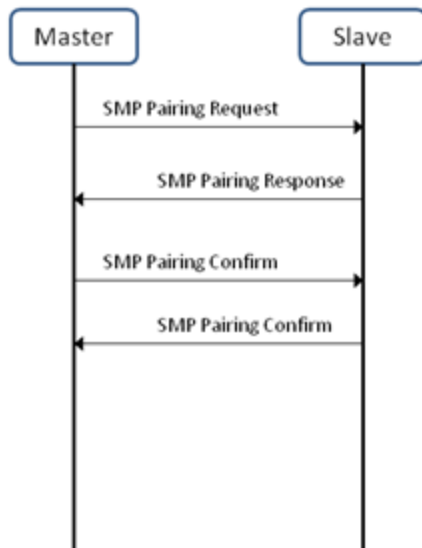 Master
Slave
SMP Pairing Request
SMP Pairing Response
SMP Pairing Confirm
SMP Pairing Confirm